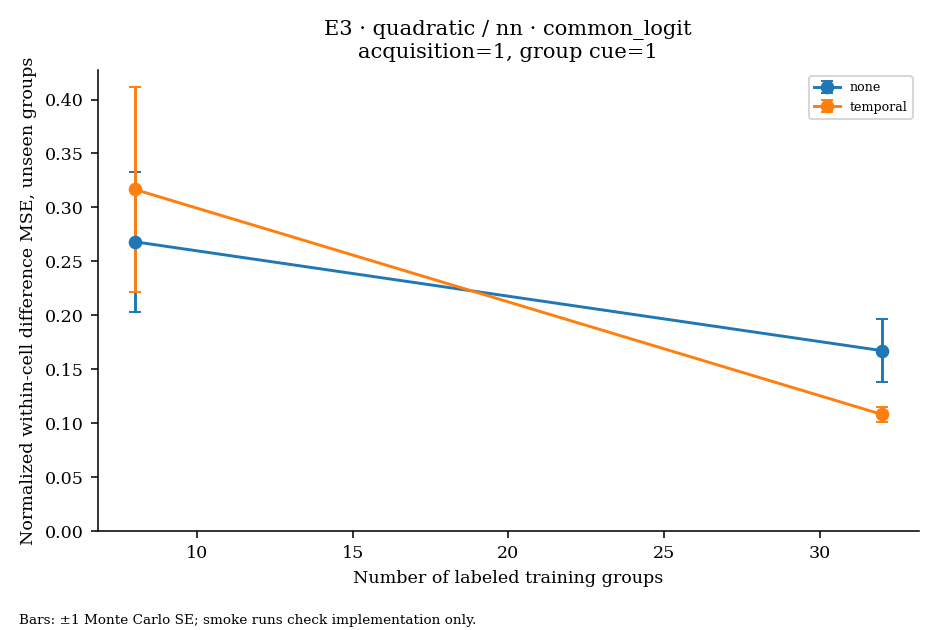 E3 · quadratic / nn · common_logit
acquisition=1, group cue=1
Normalized within-cell difference MSE, unseen groups
none
temporal
0.40
0.35
0.30
0.25
0.20
0.15
0.10
0.05
0.00
10 15 20 25 30
Number of labeled training groups
Bars: ±1 Monte Carlo SE; smoke runs check implementation only.